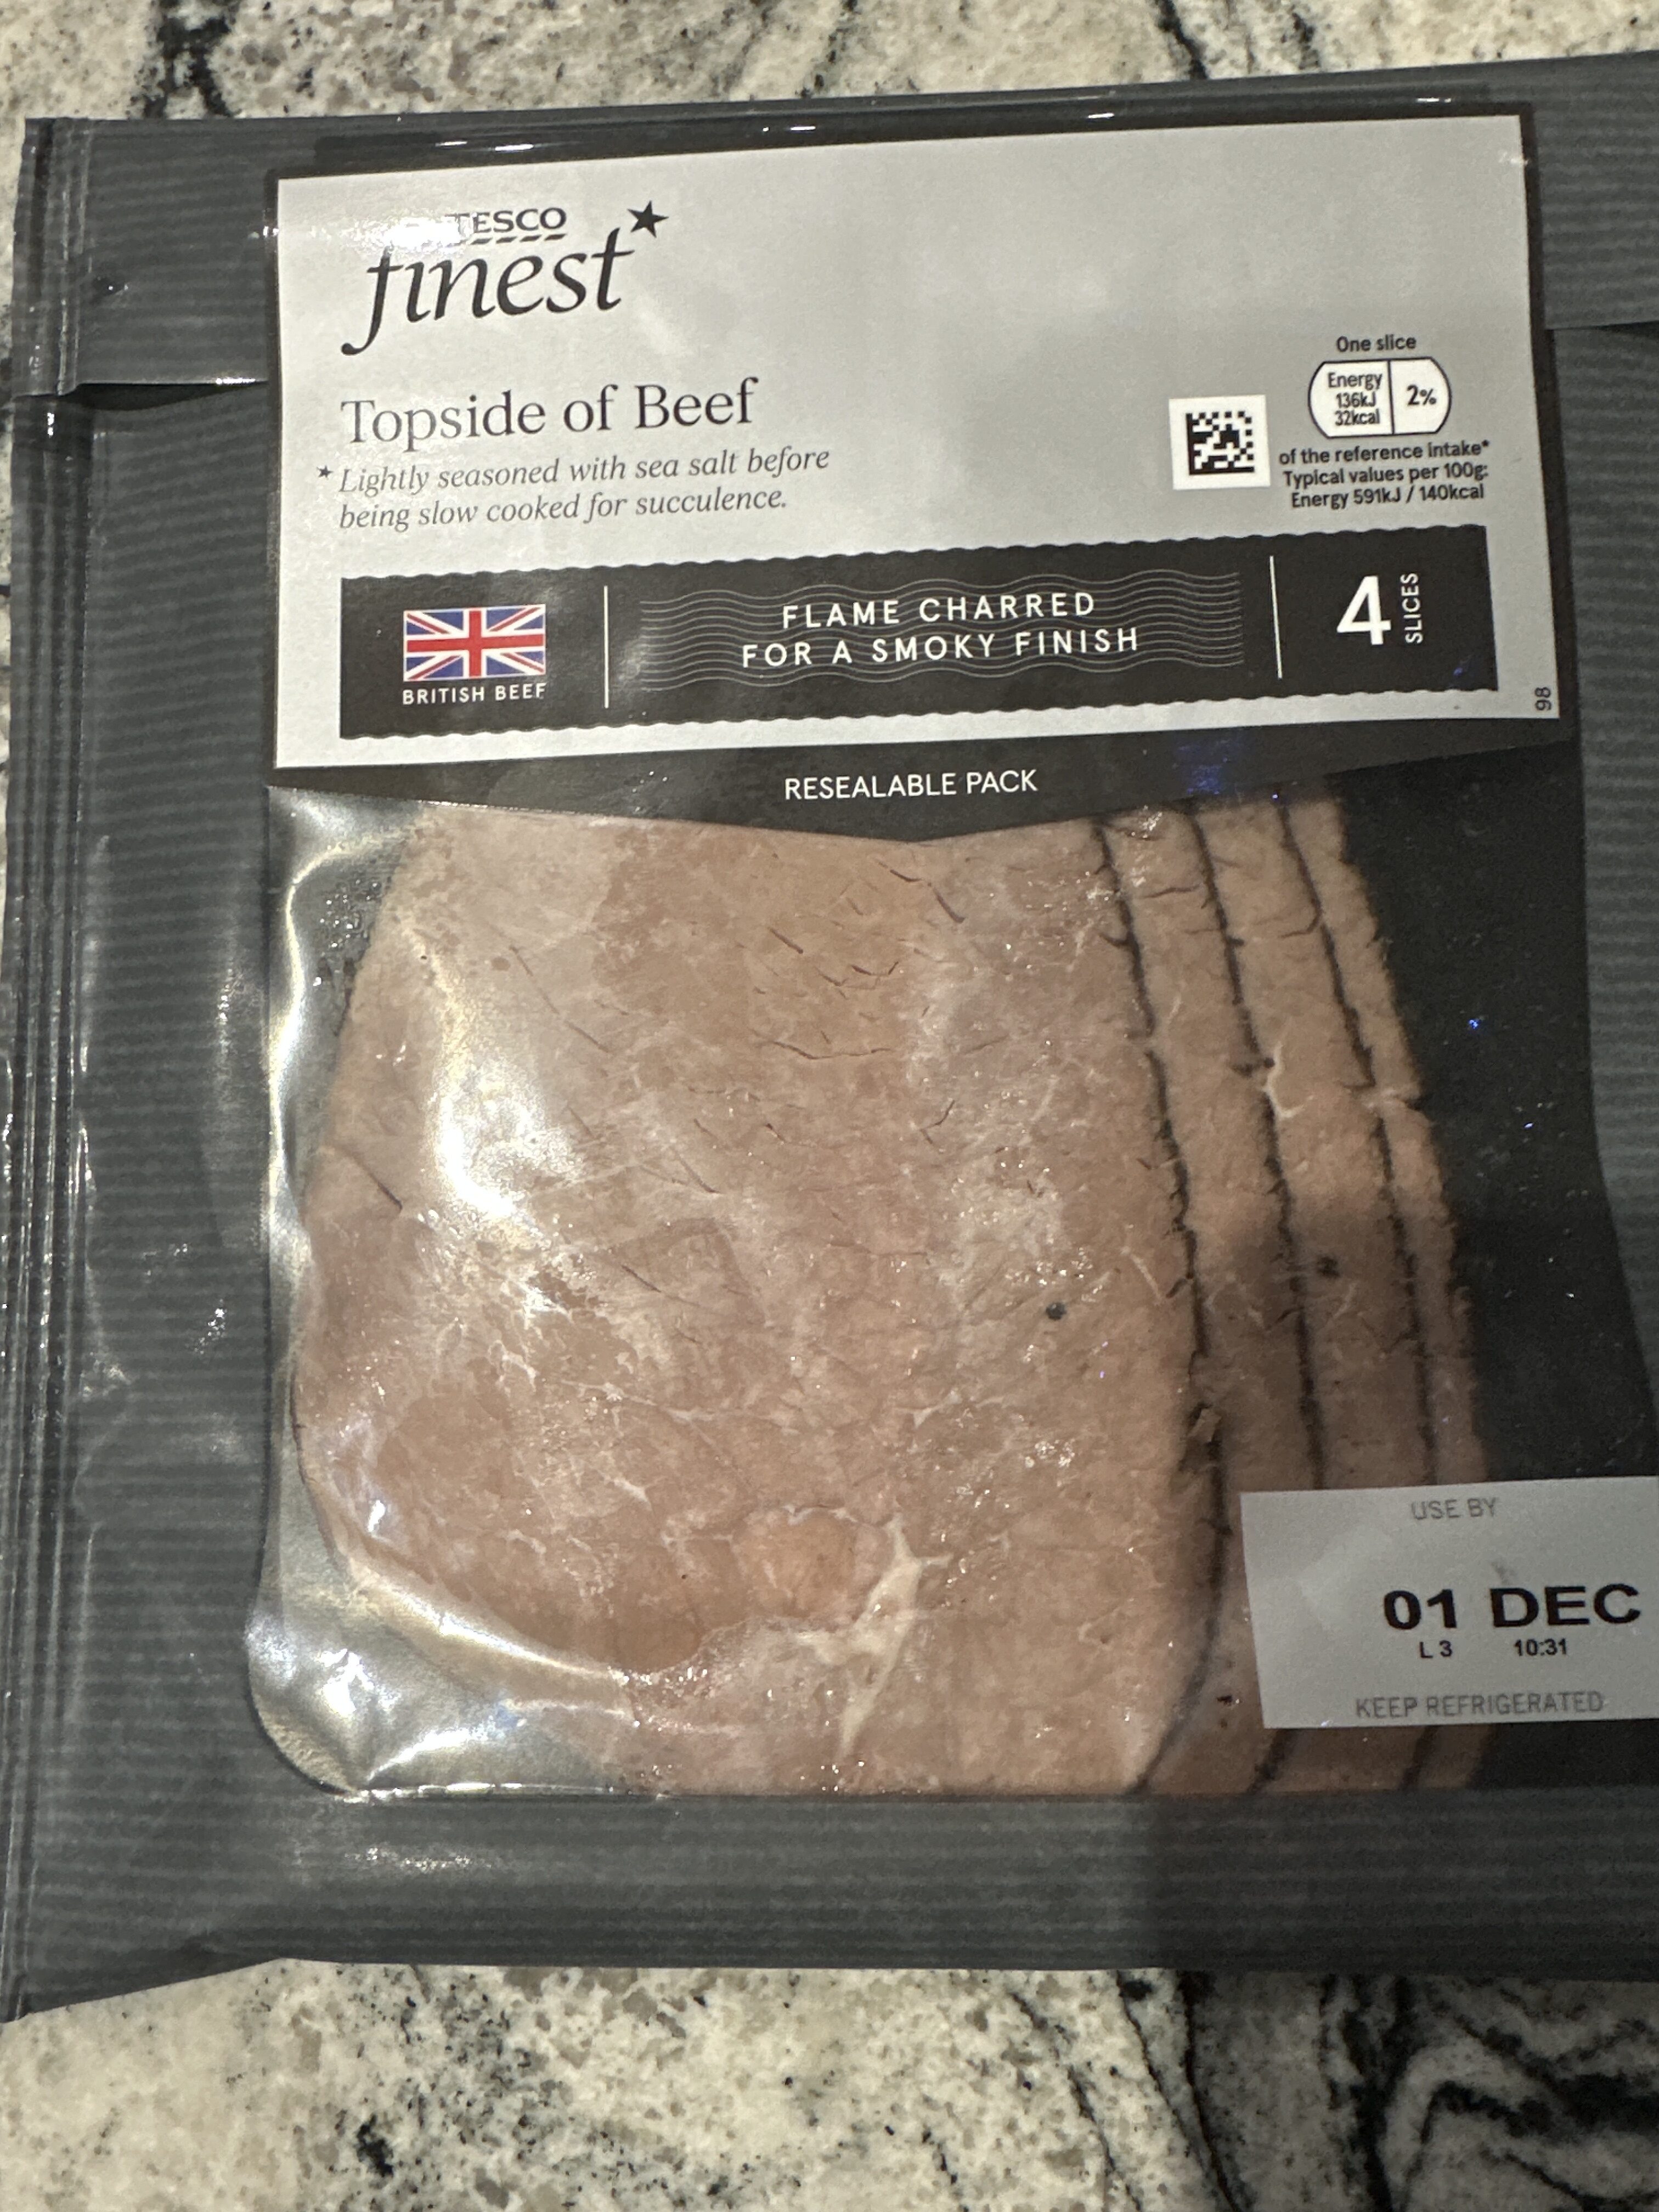 TESCO
finest*
Topside of Beef
* Lightly seasoned with sea salt before
being slow cooked for succulence.
One slice
Energy
136kJ
32kcal
2%
of the reference intake*
Typical values per 100g:
Energy 591kJ / 140kcal
BRITISH BEEF
FLAME CHARRED
FOR A SMOKY FINISH
4
SLICES
98
RESEALABLE PACK
USE BY
01 DEC
L 3 10:31
KEEP REFRIGERATED